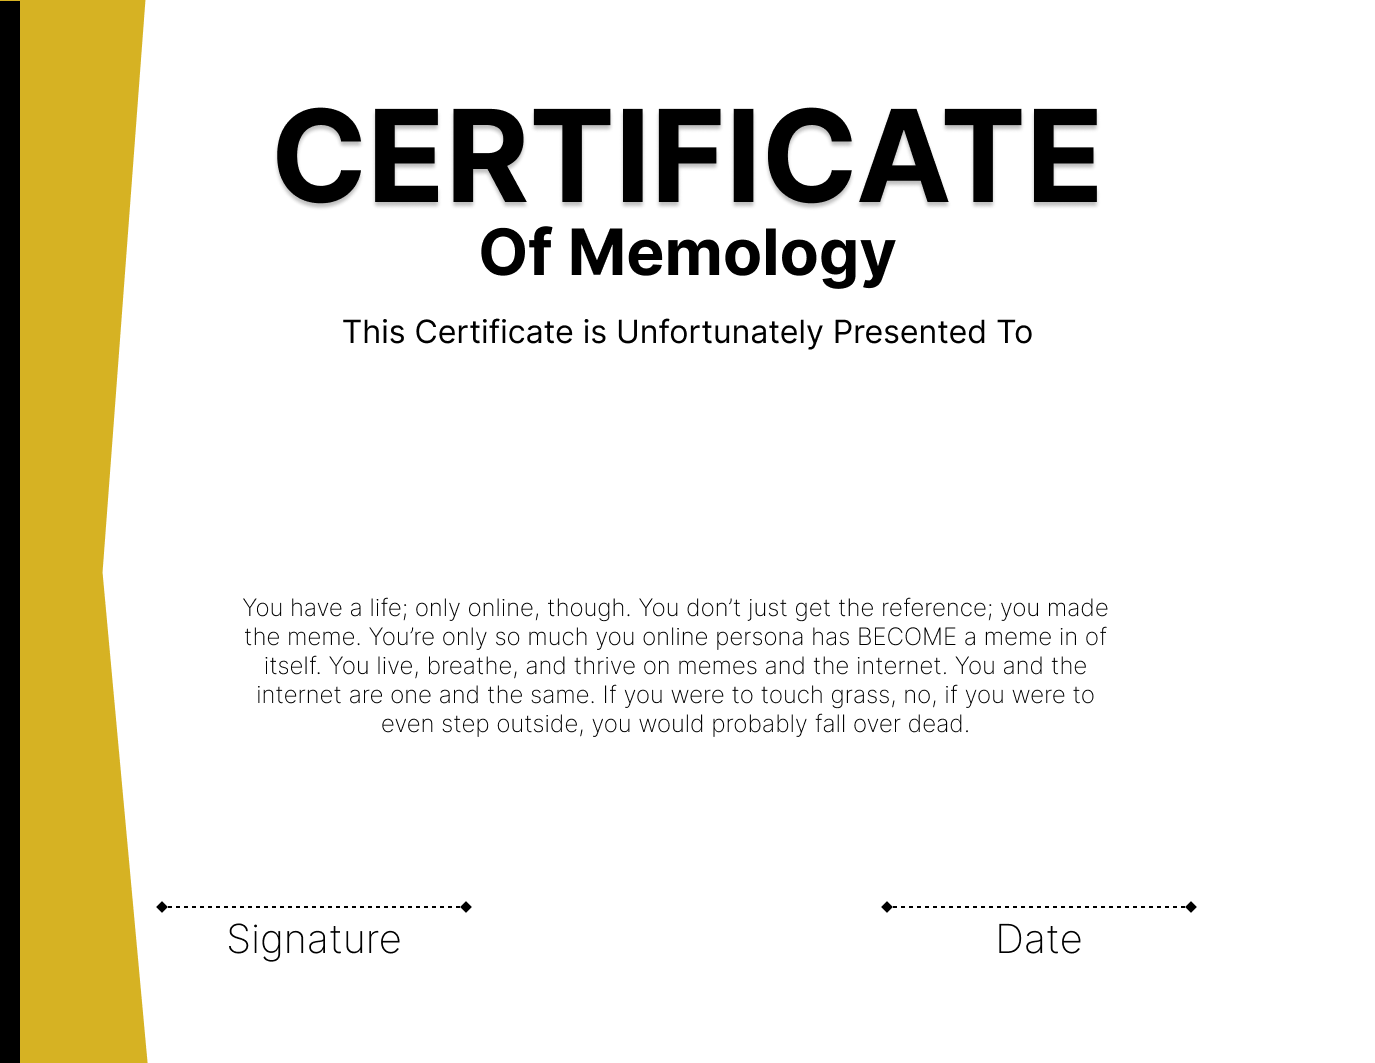 CERTIFICATE
Of Memology
This Certificate is Unfortunately Presented To
You have a life; only online, though. You don’t just get the reference; you made
the meme. You’re only so much you online persona has BECOME a meme in of
itself. You live, breathe, and thrive on memes and the internet. You and the
internet are one and the same. If you were to touch grass, no, if you were to
even step outside, you would probably fall over dead.
Signature
Date